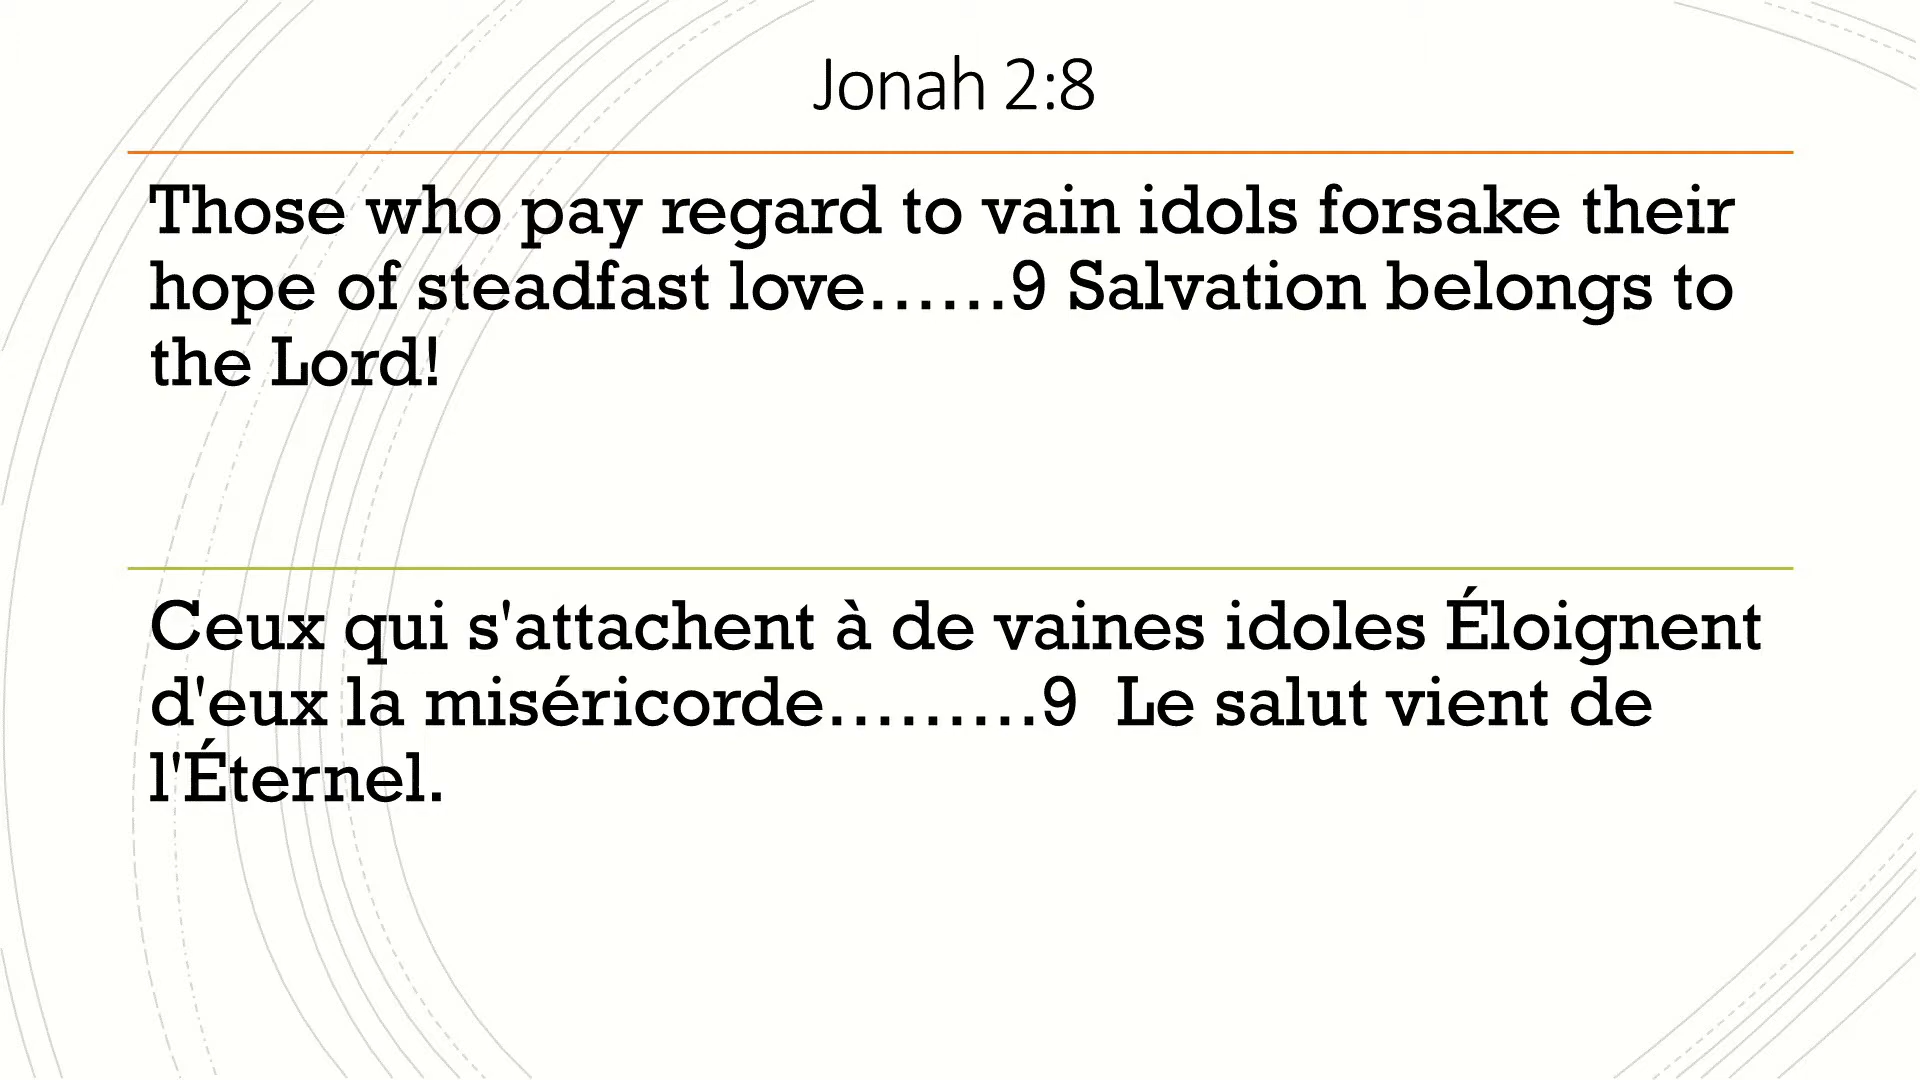 Jonah 2:8
Those who pay regard to vain idols forsake their
hope of steadfast love……9 Salvation belongs to
the Lord!
Ceux qui s'attachent à de vaines idoles Éloignent
d'eux la miséricorde………9  Le salut vient de
l'Éternel.